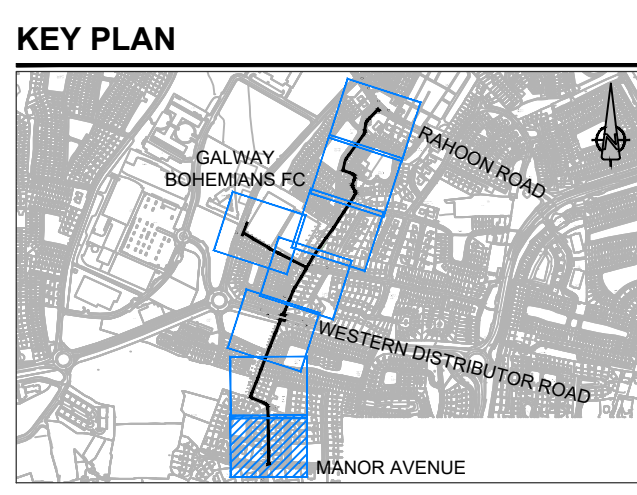 KEY PLAN
GALWAY
BOHEMIANS FC
RAHOON ROAD
N
WESTERN DISTRIBUTOR ROAD
MANOR AVENUE